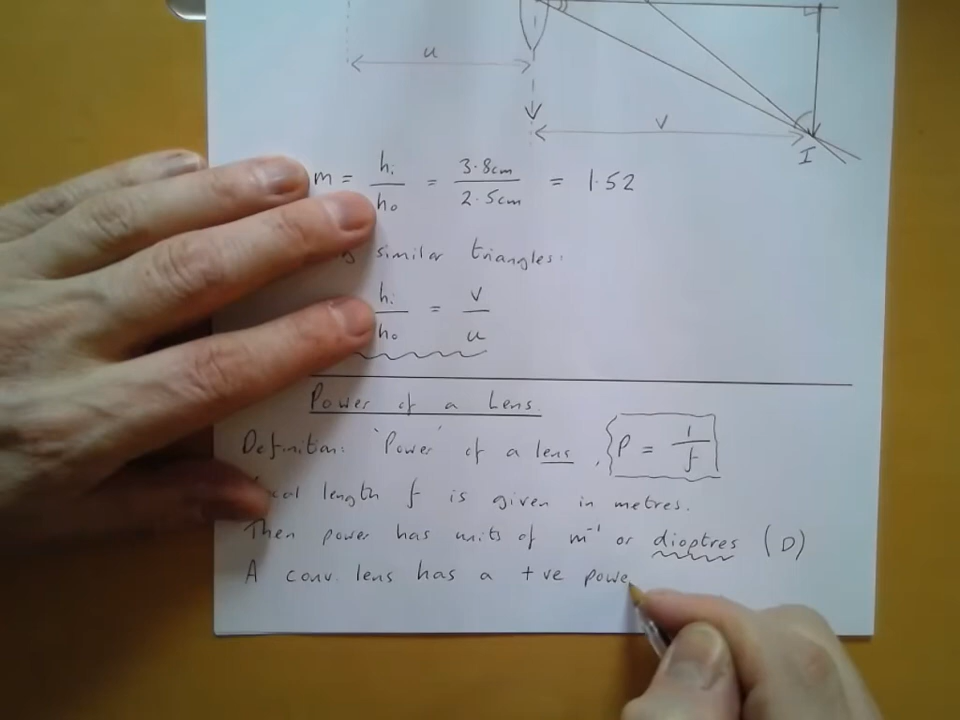 u
v
I
m = hi/ho = 3.8cm/2.5cm = 1.52
similar triangles:
hi/ho = v/u
Power of a Lens.
Definition: 'Power' of a lens, P = 1/f
length f is given in metres.
Then power has units of m⁻¹ or dioptres (D)
A conv. lens has a +ve powe